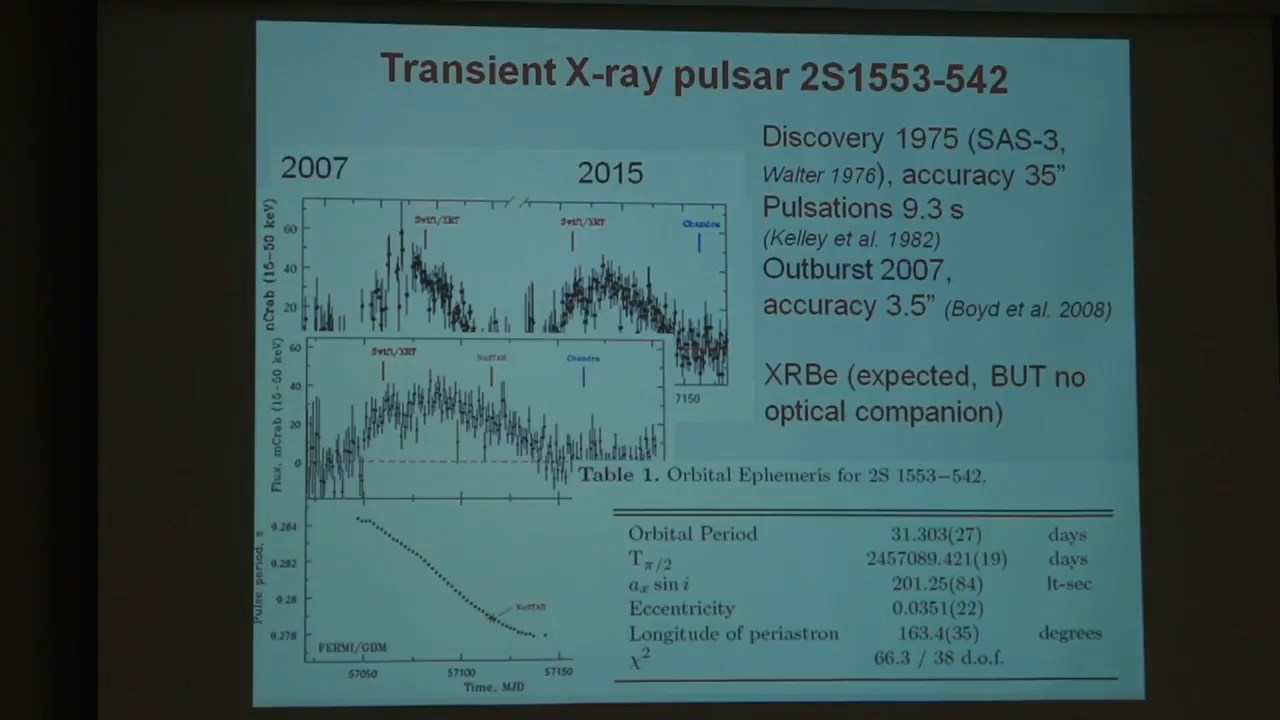 Transient X-ray pulsar 2S1553-542
2007
2015
Discovery 1975 (SAS-3,
Walter 1976), accuracy 35”
Pulsations 9.3 s
(Kelley et al. 1982)
Outburst 2007,
accuracy 3.5” (Boyd et al. 2008)
XRBe (expected, BUT no
optical companion)
nCrab (15-50 keV)
60
40
20
Swift/XRT
Swift/XRT
Chandra
7150
Flux, mCrab (15-50 keV)
60
40
20
0
Swift/XRT
NuSTAR
Chandra
Pulse period, s
9.284
9.282
9.28
9.278
NuSTAR
FERMI/GBM
57050
57100
57150
Time, MJD
Table 1. Orbital Ephemeris for 2S 1553−542.
Orbital Period 31.303(27) days
Tπ/2 2457089.421(19) days
ax sin i 201.25(84) lt-sec
Eccentricity 0.0351(22)
Longitude of periastron 163.4(35) degrees
χ2 66.3 / 38 d.o.f.